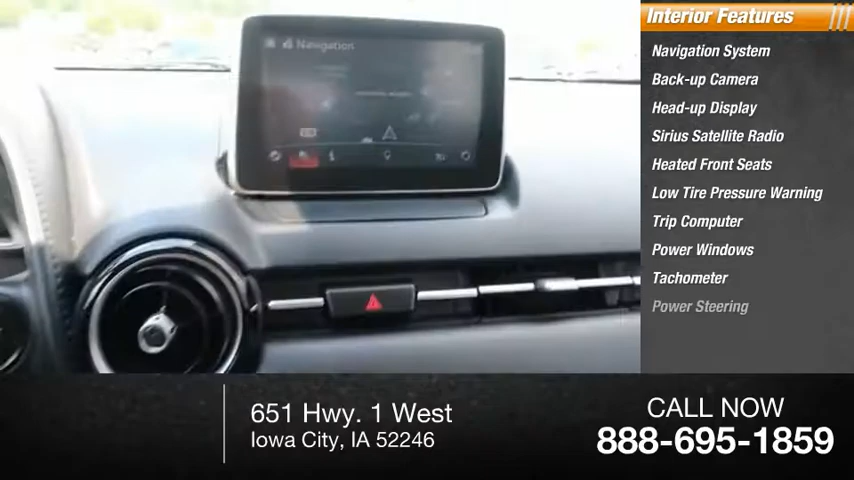 Interior Features
Navigation
Navigation System
Back-up Camera
Head-up Display
Sirius Satellite Radio
Heated Front Seats
Low Tire Pressure Warning
Trip Computer
Power Windows
Tachometer
Power Steering
651 Hwy. 1 West
Iowa City, IA 52246
CALL NOW
888-695-1859